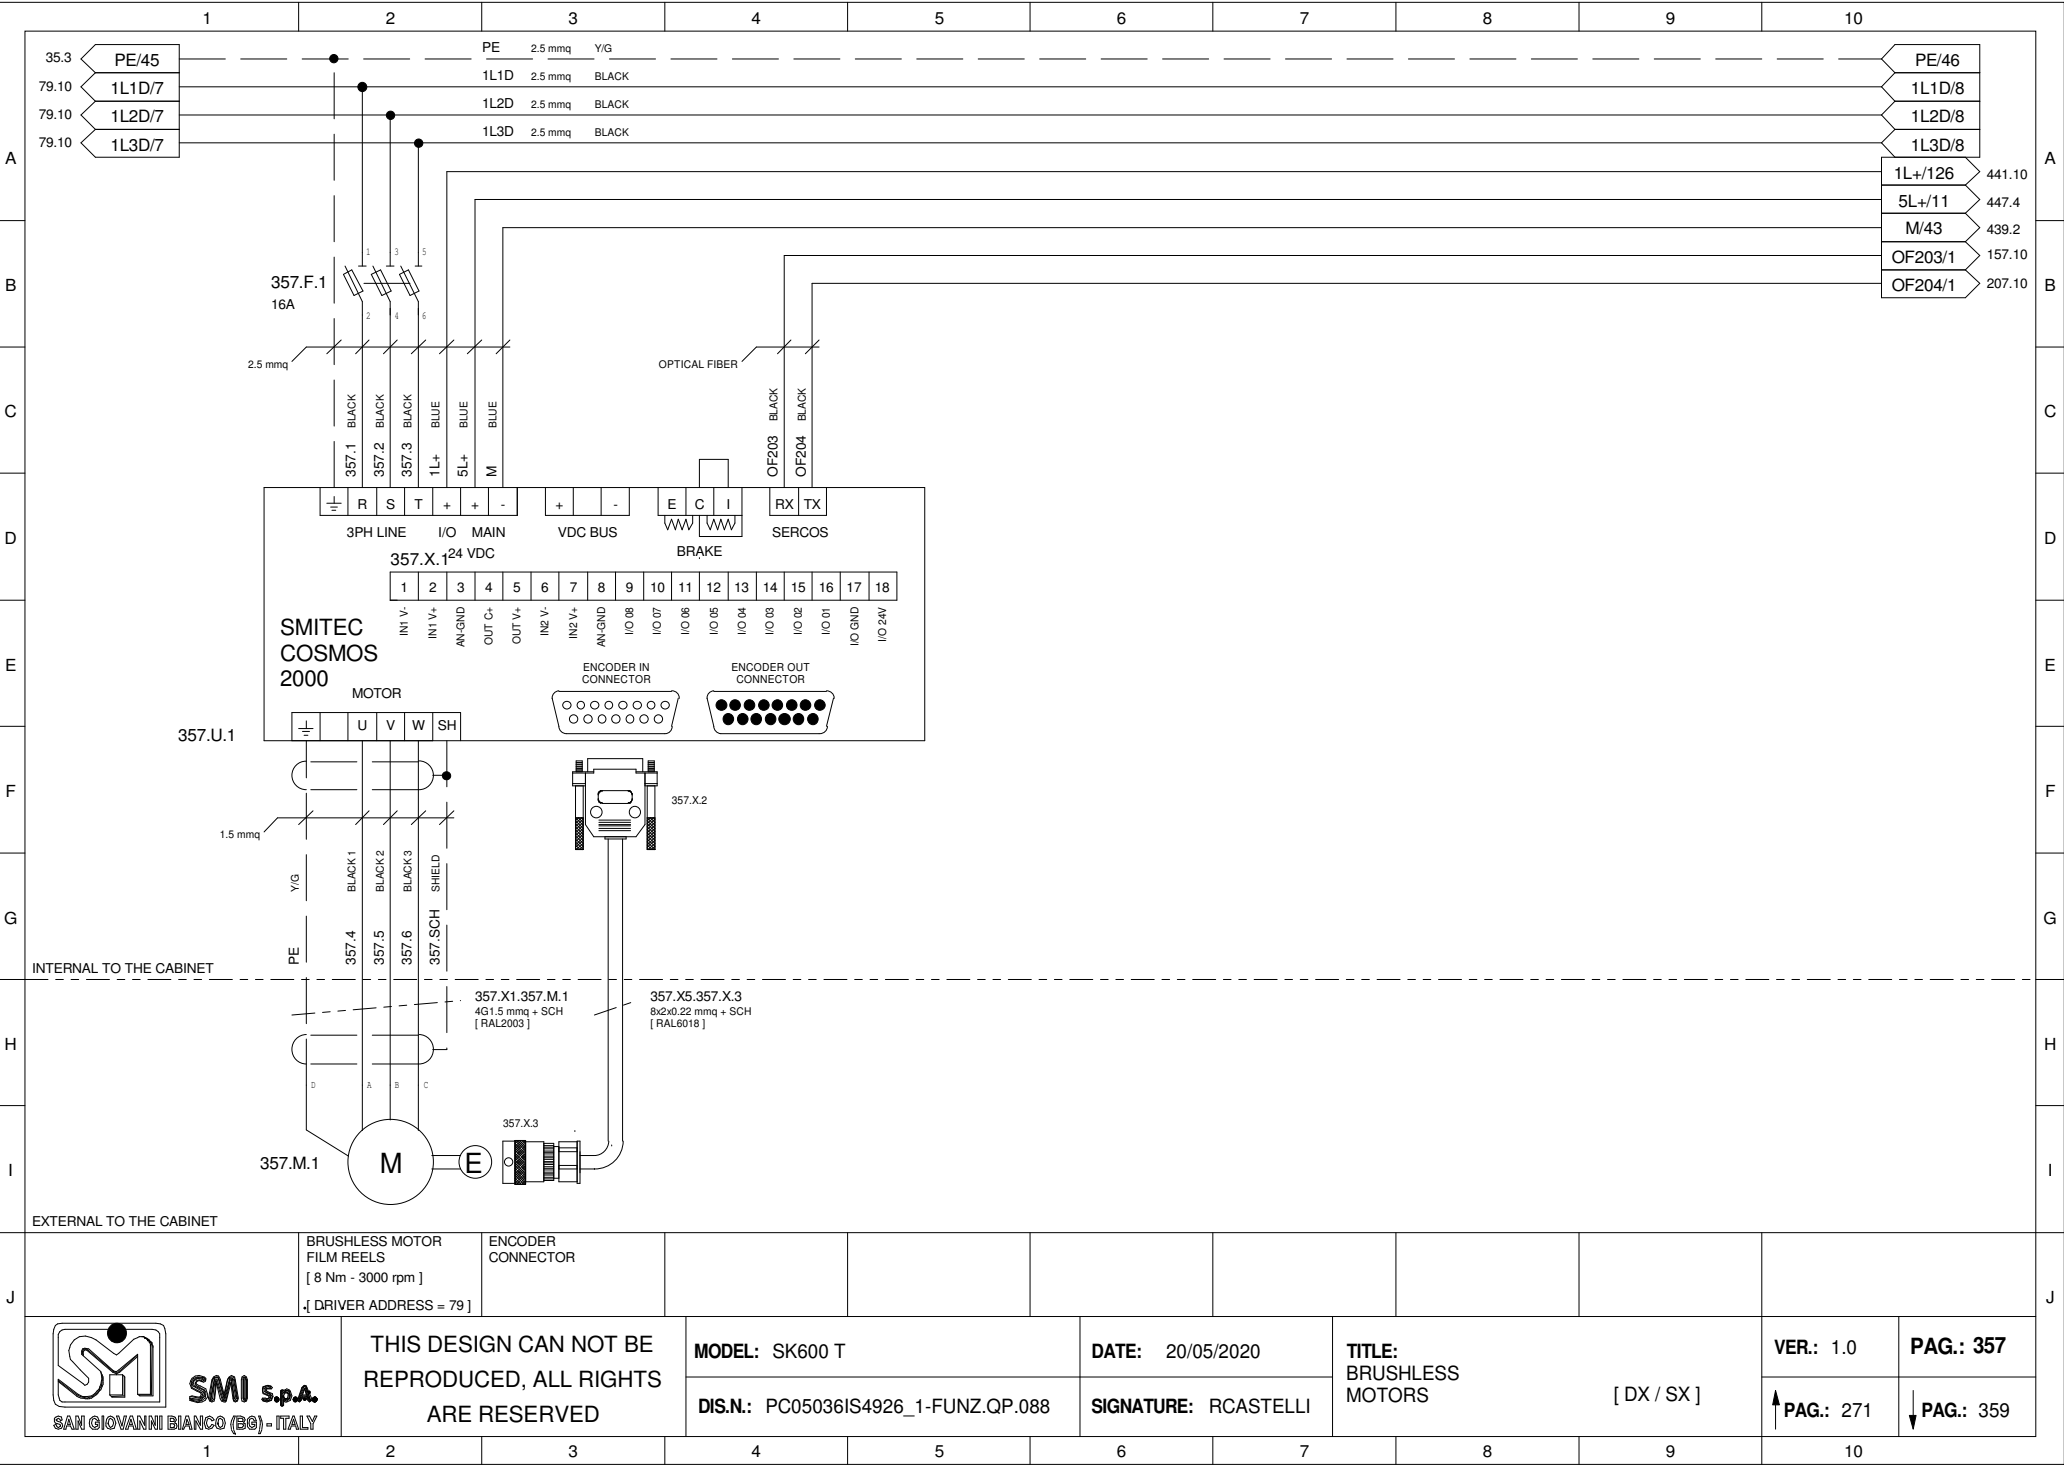 1 2 3 4 5 6 7 8 9 10
35.3 PE/45 PE 2.5 mmq Y/G PE/46
79.10 1L1D/7 1L1D 2.5 mmq BLACK 1L1D/8
79.10 1L2D/7 1L2D 2.5 mmq BLACK 1L2D/8
79.10 1L3D/7 1L3D 2.5 mmq BLACK 1L3D/8
A A
1L+/126 441.10
5L+/11 447.4
M/43 439.2
OF203/1 157.10
OF204/1 207.10
B B
1 3 5
357.F.1
16A
2 4 6
2.5 mmq
OPTICAL FIBER
C C
357.1 BLACK
357.2 BLACK
357.3 BLACK
1L+ BLUE
5L+ BLUE
M BLUE
OF203 BLACK
OF204 BLACK
R S T + + - + - E C I RX TX
3PH LINE I/O MAIN VDC BUS SERCOS
D D
24 VDC BRAKE
357.X.1
1 2 3 4 5 6 7 8 9 10 11 12 13 14 15 16 17 18
IN1 V-
IN1 V+
AN-GND
OUT C+
OUT V+
IN2 V-
IN2 V+
AN-GND
I/O 08
I/O 07
I/O 06
I/O 05
I/O 04
I/O 03
I/O 02
I/O 01
I/O GND
I/O 24V
SMITEC
COSMOS
2000
E E
ENCODER IN
CONNECTOR
ENCODER OUT
CONNECTOR
MOTOR
U V W SH
357.U.1
F F
357.X.2
1.5 mmq
PE Y/G
357.4 BLACK 1
357.5 BLACK 2
357.6 BLACK 3
357.SCH SHIELD
G G
INTERNAL TO THE CABINET
357.X1.357.M.1
4G1.5 mmq + SCH
[ RAL2003 ]
357.X5.357.X.3
8x2x0.22 mmq + SCH
[ RAL6018 ]
H H
D A B C
357.X.3
357.M.1 M E
I I
EXTERNAL TO THE CABINET
BRUSHLESS MOTOR
FILM REELS
[ 8 Nm - 3000 rpm ]
[ DRIVER ADDRESS = 79 ]
ENCODER
CONNECTOR
J J
SMI S.p.A.
SAN GIOVANNI BIANCO (BG) - ITALY
THIS DESIGN CAN NOT BE
REPRODUCED, ALL RIGHTS
ARE RESERVED
MODEL: SK600 T
DIS.N.: PC05036IS4926_1-FUNZ.QP.088
DATE: 20/05/2020
SIGNATURE: RCASTELLI
TITLE:
BRUSHLESS
MOTORS
[ DX / SX ]
VER.: 1.0
PAG.: 357
PAG.: 271
PAG.: 359
1 2 3 4 5 6 7 8 9 10